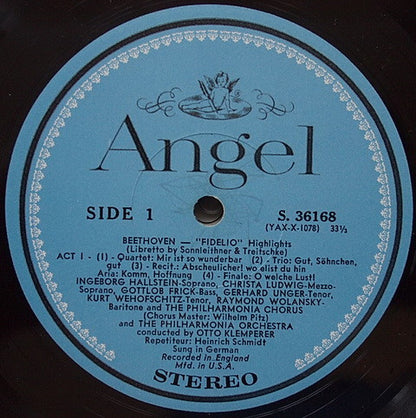 Angel
SIDE 1
S. 36168
(YAX-X-1078) 33⅓
BEETHOVEN — "FIDELIO" Highlights
(Libretto by Sonnleithner & Treitschke)
ACT I - (1) - Quartet: Mir ist so wunderbar - (2) - Trio: Gut, Söhnchen,
gut; (3) - Recit.: Abscheulicher! wo elist du hin
Aria: Komm, Hoffnung (4) - Finale: O welche Lust!
INGEBORG HALLSTEIN-Soprano, CHRISTA LUDWIG-Mezzo-
Soprano, GOTTLOB FRICK-Bass, GERHARD UNGER-Tenor,
KURT WEHOFSCHITZ-Tenor, RAYMOND WOLANSKY-
Baritone and THE PHILHARMONIA CHORUS
(Chorus Master: Wilhelm Pitz)
and THE PHILHARMONIA ORCHESTRA
conducted by OTTO KLEMPERER
Repetiteur: Heinrich Schmidt
Sung in German
Recorded in England
Mfd. in U.S.A.
STEREO